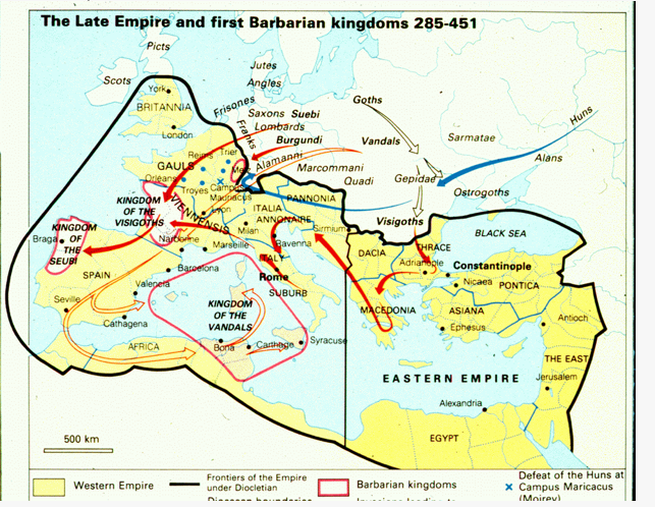 The Late Empire and first Barbarian kingdoms 285-451
Picts
Scots
Jutes
Angles
York
BRITANNIA
London
Frisones
Goths
Huns
Saxons Suebi
Lombards
Franks
Burgundi
Vandals
Sarmatae
Alans
Alamanni
Marcommani
Quadi
Gepidae
Ostrogoths
Visigoths
Reims
Trier
GAULS
Metz
Orléans
Troyes
Campus
Mauriacus
Lyon
VIENNENSIS
KINGDOM
OF THE
VISIGOTHS
PANNONIA
ITALIA
ANNONAIRE
Sirmium
Milan
Ravenna
BLACK SEA
KINGDOM
OF
THE
SEUBI
Braga
Narbonne
Marseille
ITALY
Rome
SUBURB
DACIA
THRACE
Adrianople
Constantinople
Nicaea
PONTICA
SPAIN
Barcelona
Valencia
Seville
Cathagena
KINGDOM
OF THE
VANDALS
MACEDONIA
ASIANA
Ephesus
Antioch
AFRICA
Bona
Carthage
Syracuse
THE EAST
EASTERN EMPIRE
Jerusalem
Alexandria
EGYPT
500 km
Western Empire
Frontiers of the Empire
under Diocletian
Barbarian kingdoms
Defeat of the Huns at
Campus Maricacus
(Moirey)
Dioceses boundaries
Invasions leading to